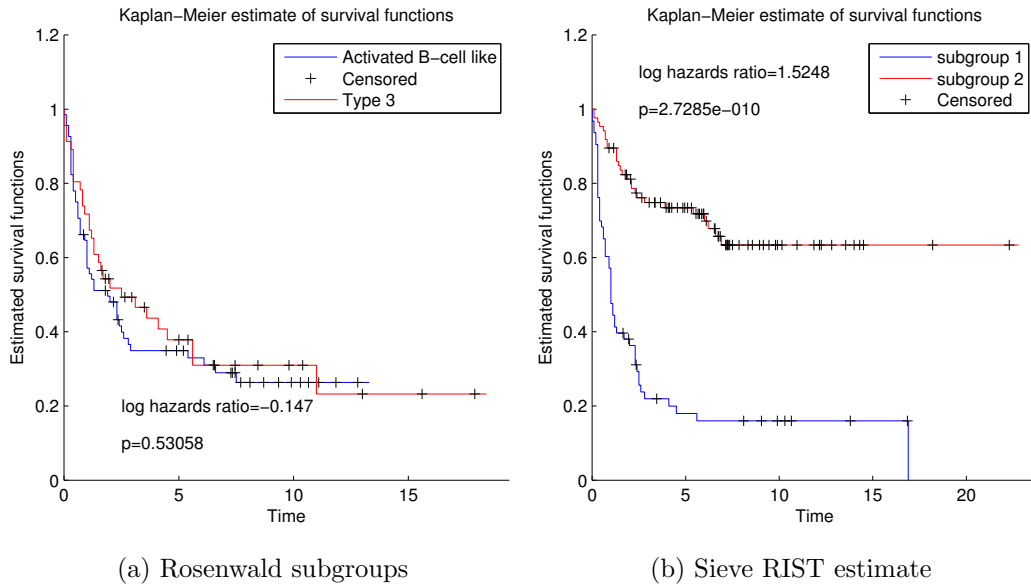 Kaplan−Meier estimate of survival functions
1.2
1
0.8
0.6
0.4
0.2
0
Estimated survival functions
Activated B−cell like
Censored
Type 3
log hazards ratio=−0.147
p=0.53058
0 5 10 15
Time
(a) Rosenwald subgroups
Kaplan−Meier estimate of survival functions
1.2
1
0.8
0.6
0.4
0.2
0
Estimated survival functions
subgroup 1
subgroup 2
Censored
log hazards ratio=1.5248
p=2.7285e−010
0 5 10 15 20
Time
(b) Sieve RIST estimate